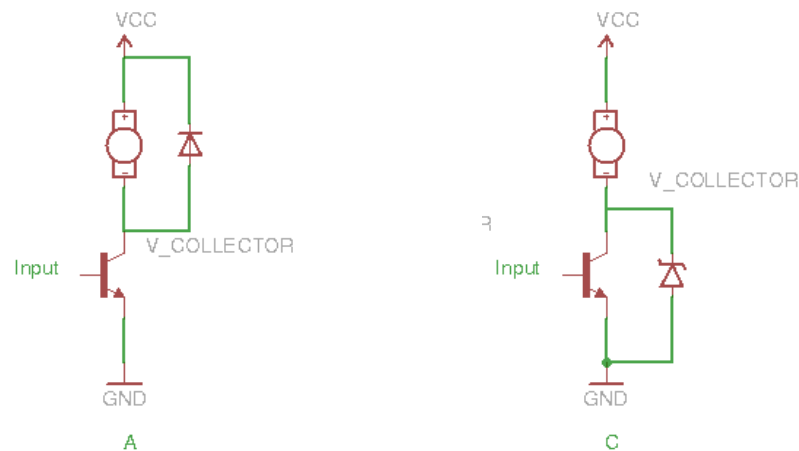 VCC
+
-
V_COLLECTOR
Input
GND
A
VCC
+
-
V_COLLECTOR
Input
GND
C